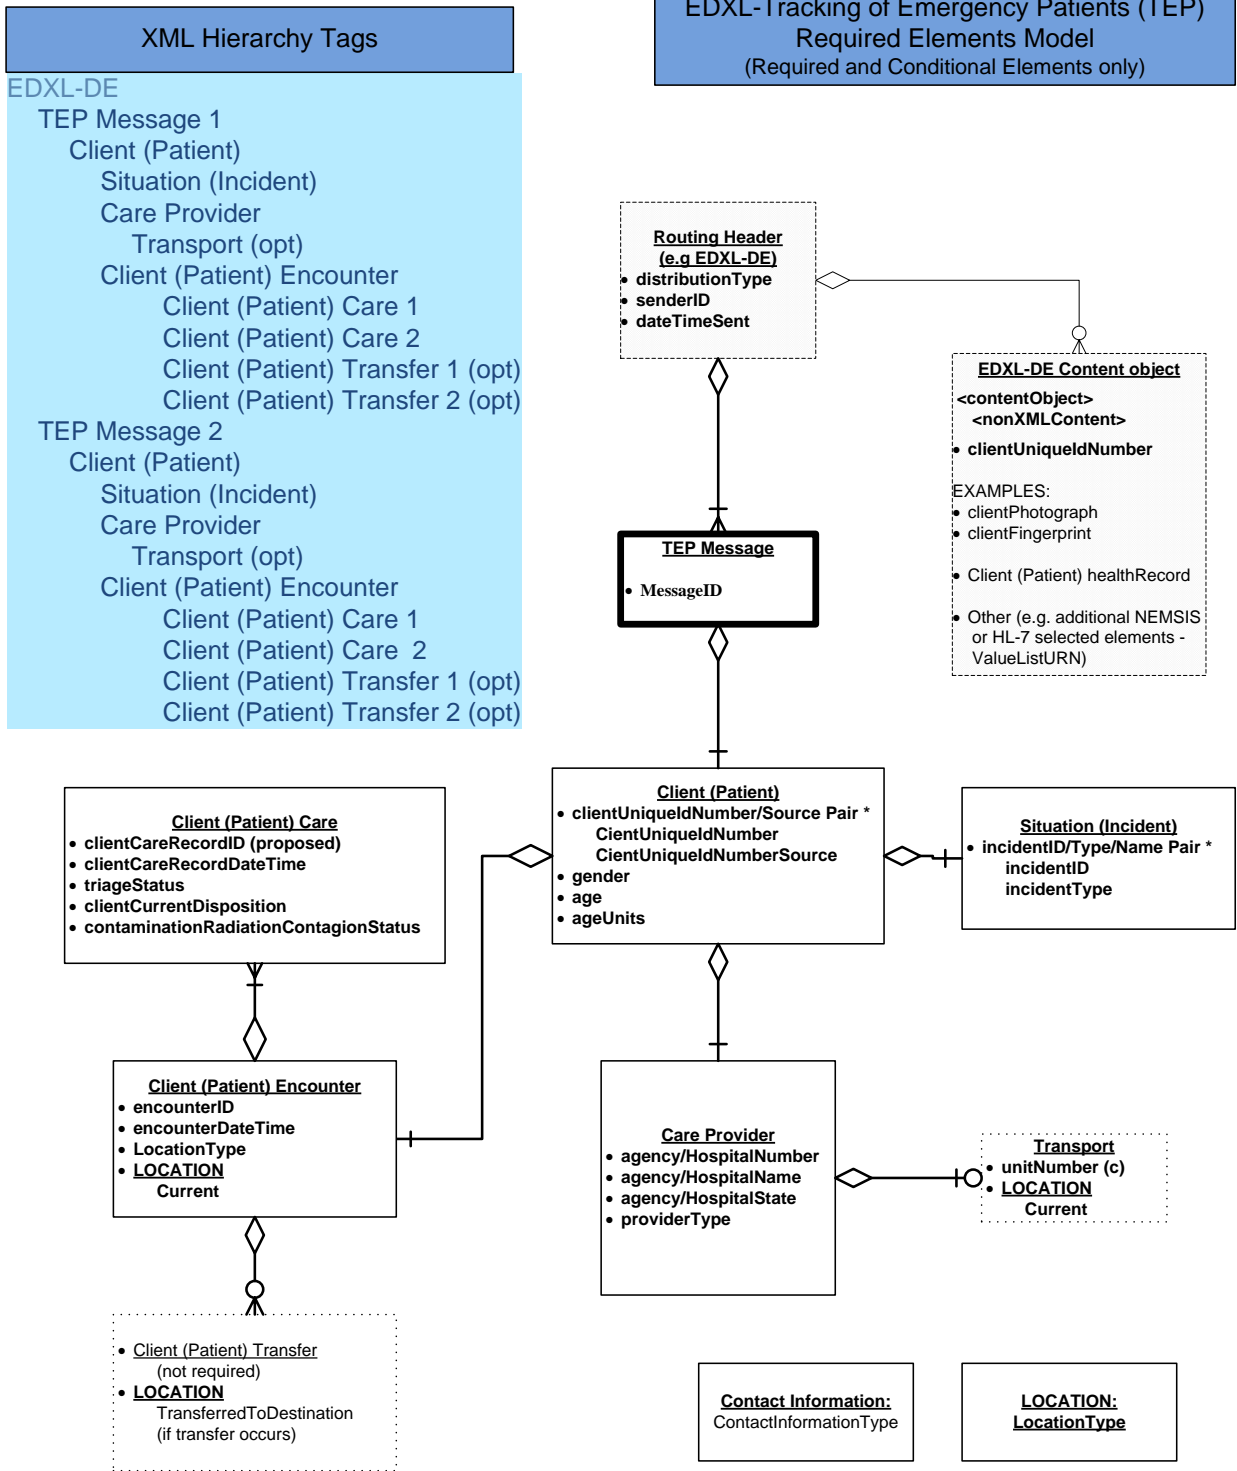 XML Hierarchy Tags
EDXL-Tracking of Emergency Patients (TEP)
Required Elements Model
(Required and Conditional Elements only)
EDXL-DE
TEP Message 1
Client (Patient)
Situation (Incident)
Care Provider
Transport (opt)
Client (Patient) Encounter
Client (Patient) Care 1
Client (Patient) Care 2
Client (Patient) Transfer 1 (opt)
Client (Patient) Transfer 2 (opt)
TEP Message 2
Client (Patient)
Situation (Incident)
Care Provider
Transport (opt)
Client (Patient) Encounter
Client (Patient) Care 1
Client (Patient) Care  2
Client (Patient) Transfer 1 (opt)
Client (Patient) Transfer 2 (opt)
Routing Header
(e.g EDXL-DE)
• distributionType
• senderID
• dateTimeSent
EDXL-DE Content object
<contentObject>
<nonXMLContent>
• clientUniqueIdNumber
EXAMPLES:
• clientPhotograph
• clientFingerprint
• Client (Patient) healthRecord
• Other (e.g. additional NEMSIS
or HL-7 selected elements -
ValueListURN)
TEP Message
• MessageID
Client (Patient)
• clientUniqueIdNumber/Source Pair *
CientUniqueIdNumber
CientUniqueIdNumberSource
• gender
• age
• ageUnits
Situation (Incident)
• incidentID/Type/Name Pair *
incidentID
incidentType
Client (Patient) Care
• clientCareRecordID (proposed)
• clientCareRecordDateTime
• triageStatus
• clientCurrentDisposition
• contaminationRadiationContagionStatus
Client (Patient) Encounter
• encounterID
• encounterDateTime
• LocationType
• LOCATION
Current
Care Provider
• agency/HospitalNumber
• agency/HospitalName
• agency/HospitalState
• providerType
Transport
• unitNumber (c)
• LOCATION
Current
• Client (Patient) Transfer
(not required)
• LOCATION
TransferredToDestination
(if transfer occurs)
Contact Information:
ContactInformationType
LOCATION:
LocationType